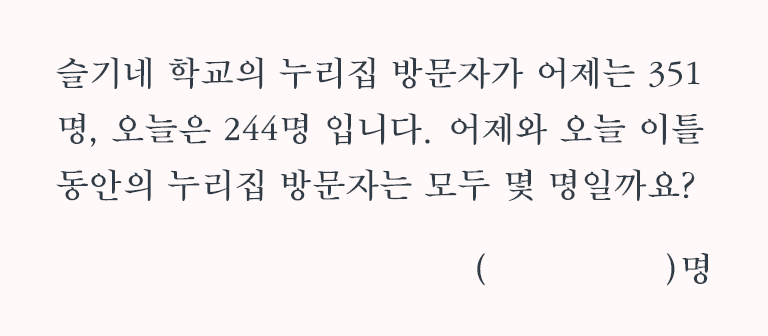 슬기네 학교의 누리집 방문자가 어제는 351
명, 오늘은 244명 입니다. 어제와 오늘 이틀
동안의 누리집 방문자는 모두 몇 명일까요?
( )명